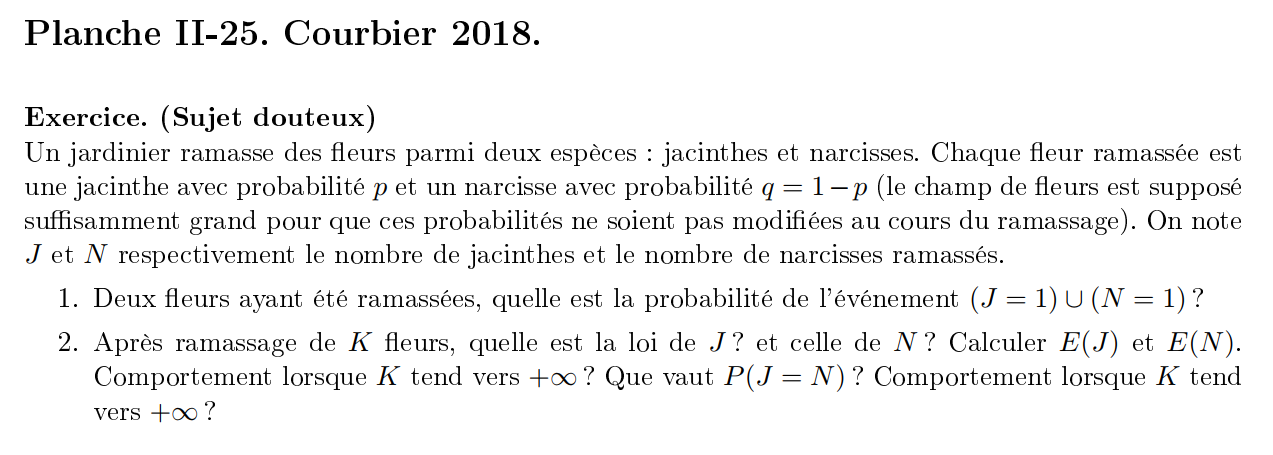 Planche II-25. Courbier 2018.
Exercice. (Sujet douteux)
Un jardinier ramasse des fleurs parmi deux espèces : jacinthes et narcisses. Chaque fleur ramassée est
une jacinthe avec probabilité p et un narcisse avec probabilité q = 1 − p (le champ de fleurs est supposé
suffisamment grand pour que ces probabilités ne soient pas modifiées au cours du ramassage). On note
J et N respectivement le nombre de jacinthes et le nombre de narcisses ramassés.
1. Deux fleurs ayant été ramassées, quelle est la probabilité de l'événement (J = 1) ∪ (N = 1) ?
2. Après ramassage de K fleurs, quelle est la loi de J ? et celle de N ? Calculer E(J) et E(N).
Comportement lorsque K tend vers +∞ ? Que vaut P(J = N) ? Comportement lorsque K tend
vers +∞ ?